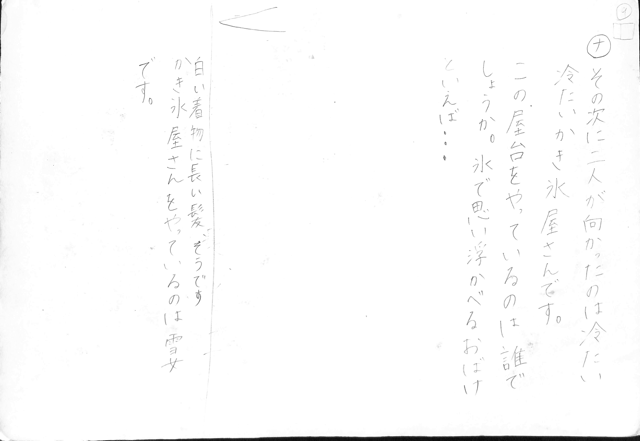 3
ナ
その次に二人が向かったのは冷たい
冷たいかき氷屋さんです。
この屋台をやっているのは誰で
しょうか。氷で思い浮かべるおばけ
といえば・・・
白い着物に長い髪、そうです
かき氷屋さんをやっているのは雪女
です。